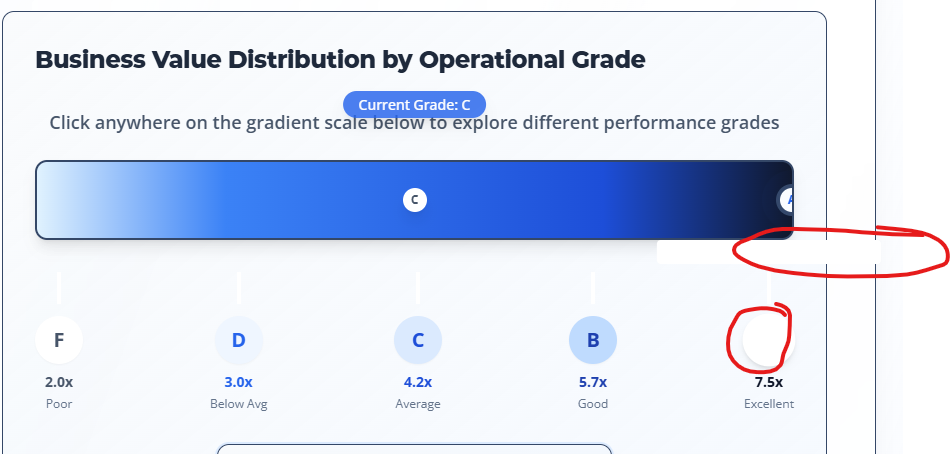 Business Value Distribution by Operational Grade
Current Grade: C
Click anywhere on the gradient scale below to explore different performance grades
C
A
F
D
C
B
2.0x
3.0x
4.2x
5.7x
7.5x
Poor
Below Avg
Average
Good
Excellent